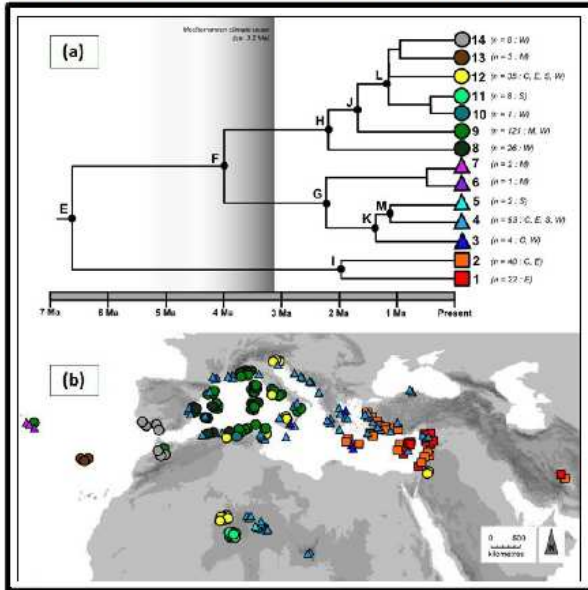 (a)
Mediterranean climate onset
(ca. 3.2 Ma)
14 (n = 8 : W)
13 (n = 3 : M)
12 (n = 35 : C, E, S, W)
11 (n = 8 : S)
10 (n = 1 : W)
9 (n = 121 : M, W)
8 (n = 26 : W)
7 (n = 2 : M)
6 (n = 1 : M)
5 (n = 3 : S)
4 (n = 53 : C, E, S, W)
3 (n = 4 : C, W)
2 (n = 40 : C, E)
1 (n = 22 : E)
L
J
H
F
G
M
K
E
I
7 Ma 6 Ma 5 Ma 4 Ma 3 Ma 2 Ma 1 Ma Present
(b)
0 500
kilometres